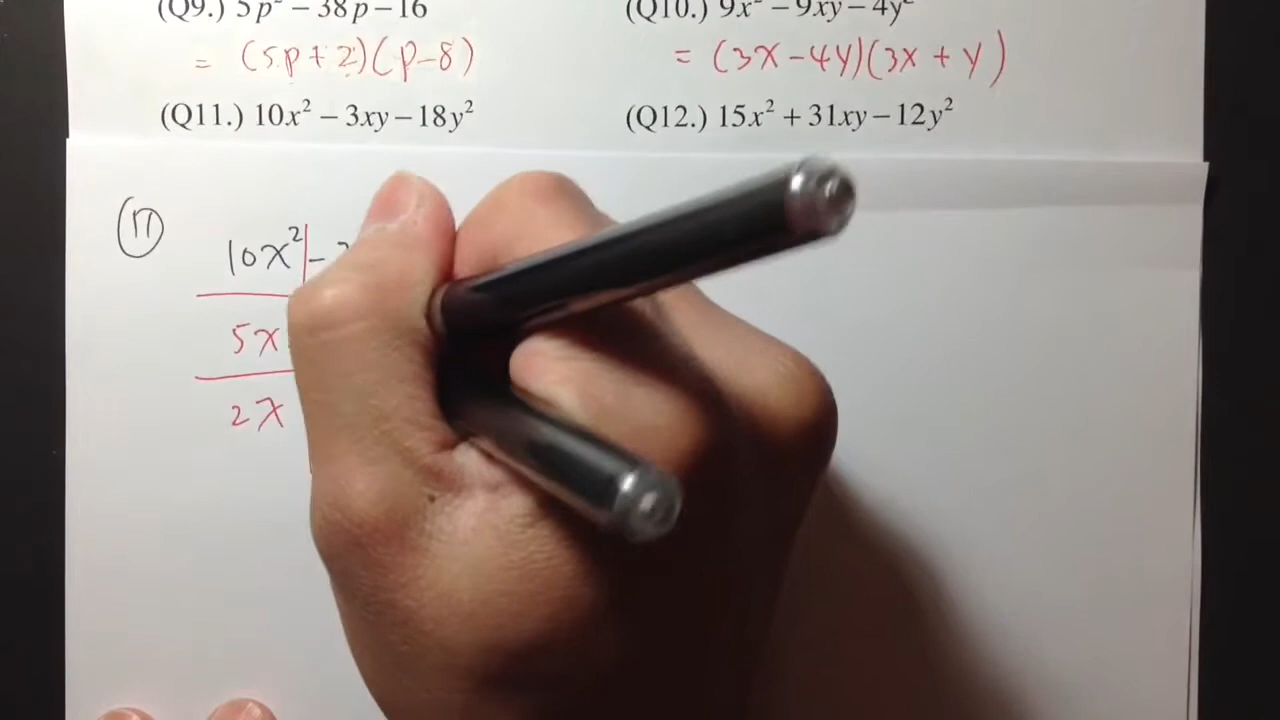 (Q9.) 5p² − 38p − 16 (Q10.) 9x² − 9xy − 4y²
= (5p+2)(p−8) = (3x−4y)(3x+y)
(Q11.) 10x² − 3xy − 18y² (Q12.) 15x² + 31xy − 12y²
11
10x² −
5x
2x